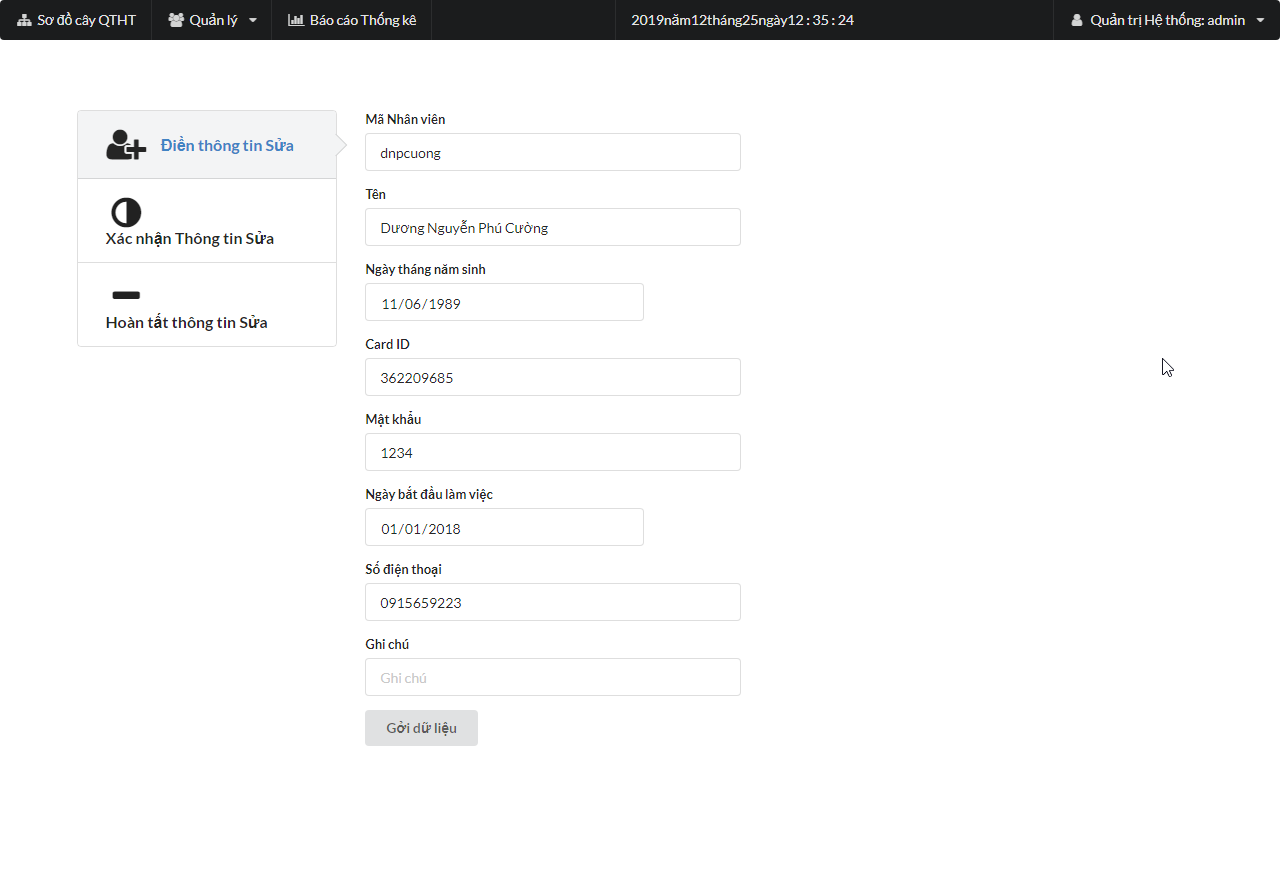 Sơ đồ cây QTHT
Quản lý
Báo cáo Thống kê
2019năm12tháng25ngày12 : 35 : 24
Quản trị Hệ thống: admin
Điền thông tin Sửa
Xác nhận Thông tin Sửa
Hoàn tất thông tin Sửa
Mã Nhân viên
dnpcuong
Tên
Dương Nguyễn Phú Cường
Ngày tháng năm sinh
11/06/1989
Card ID
362209685
Mật khẩu
1234
Ngày bắt đầu làm việc
01/01/2018
Số điện thoại
0915659223
Ghi chú
Ghi chú
Gởi dữ liệu